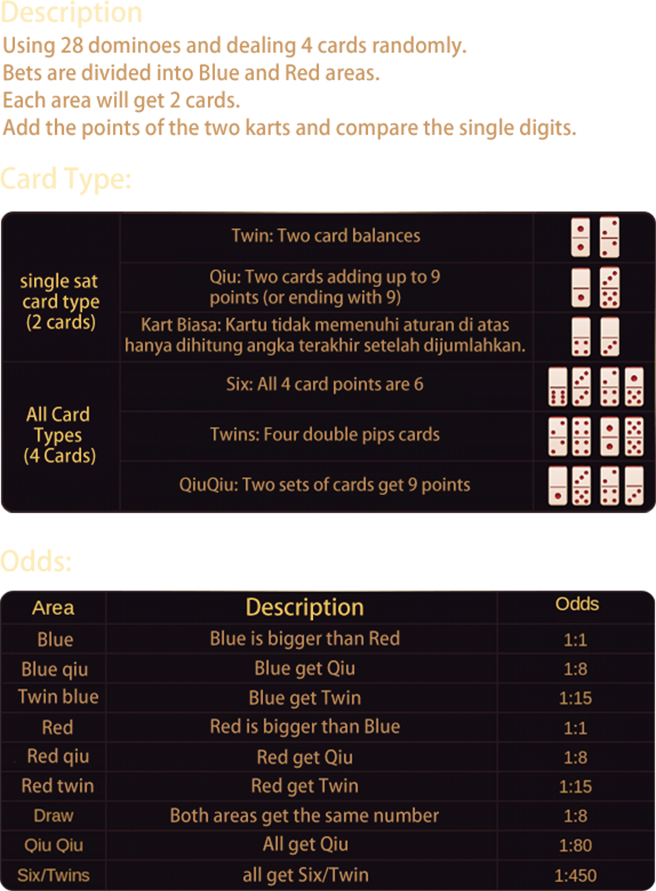 Description
Using 28 dominoes and dealing 4 cards randomly.
Bets are divided into Blue and Red areas.
Each area will get 2 cards.
Add the points of the two karts and compare the single digits.
Card Type:
single sat
card type
(2 cards)
Twin: Two card balances
Qiu: Two cards adding up to 9
points (or ending with 9)
Kart Biasa: Kartu tidak memenuhi aturan di atas
hanya dihitung angka terakhir setelah dijumlahkan.
All Card
Types
(4 Cards)
Six: All 4 card points are 6
Twins: Four double pips cards
QiuQiu: Two sets of cards get 9 points
Odds:
Area Description Odds
Blue Blue is bigger than Red 1:1
Blue qiu Blue get Qiu 1:8
Twin blue Blue get Twin 1:15
Red Red is bigger than Blue 1:1
Red qiu Red get Qiu 1:8
Red twin Red get Twin 1:15
Draw Both areas get the same number 1:8
Qiu Qiu All get Qiu 1:80
Six/Twins all get Six/Twin 1:450